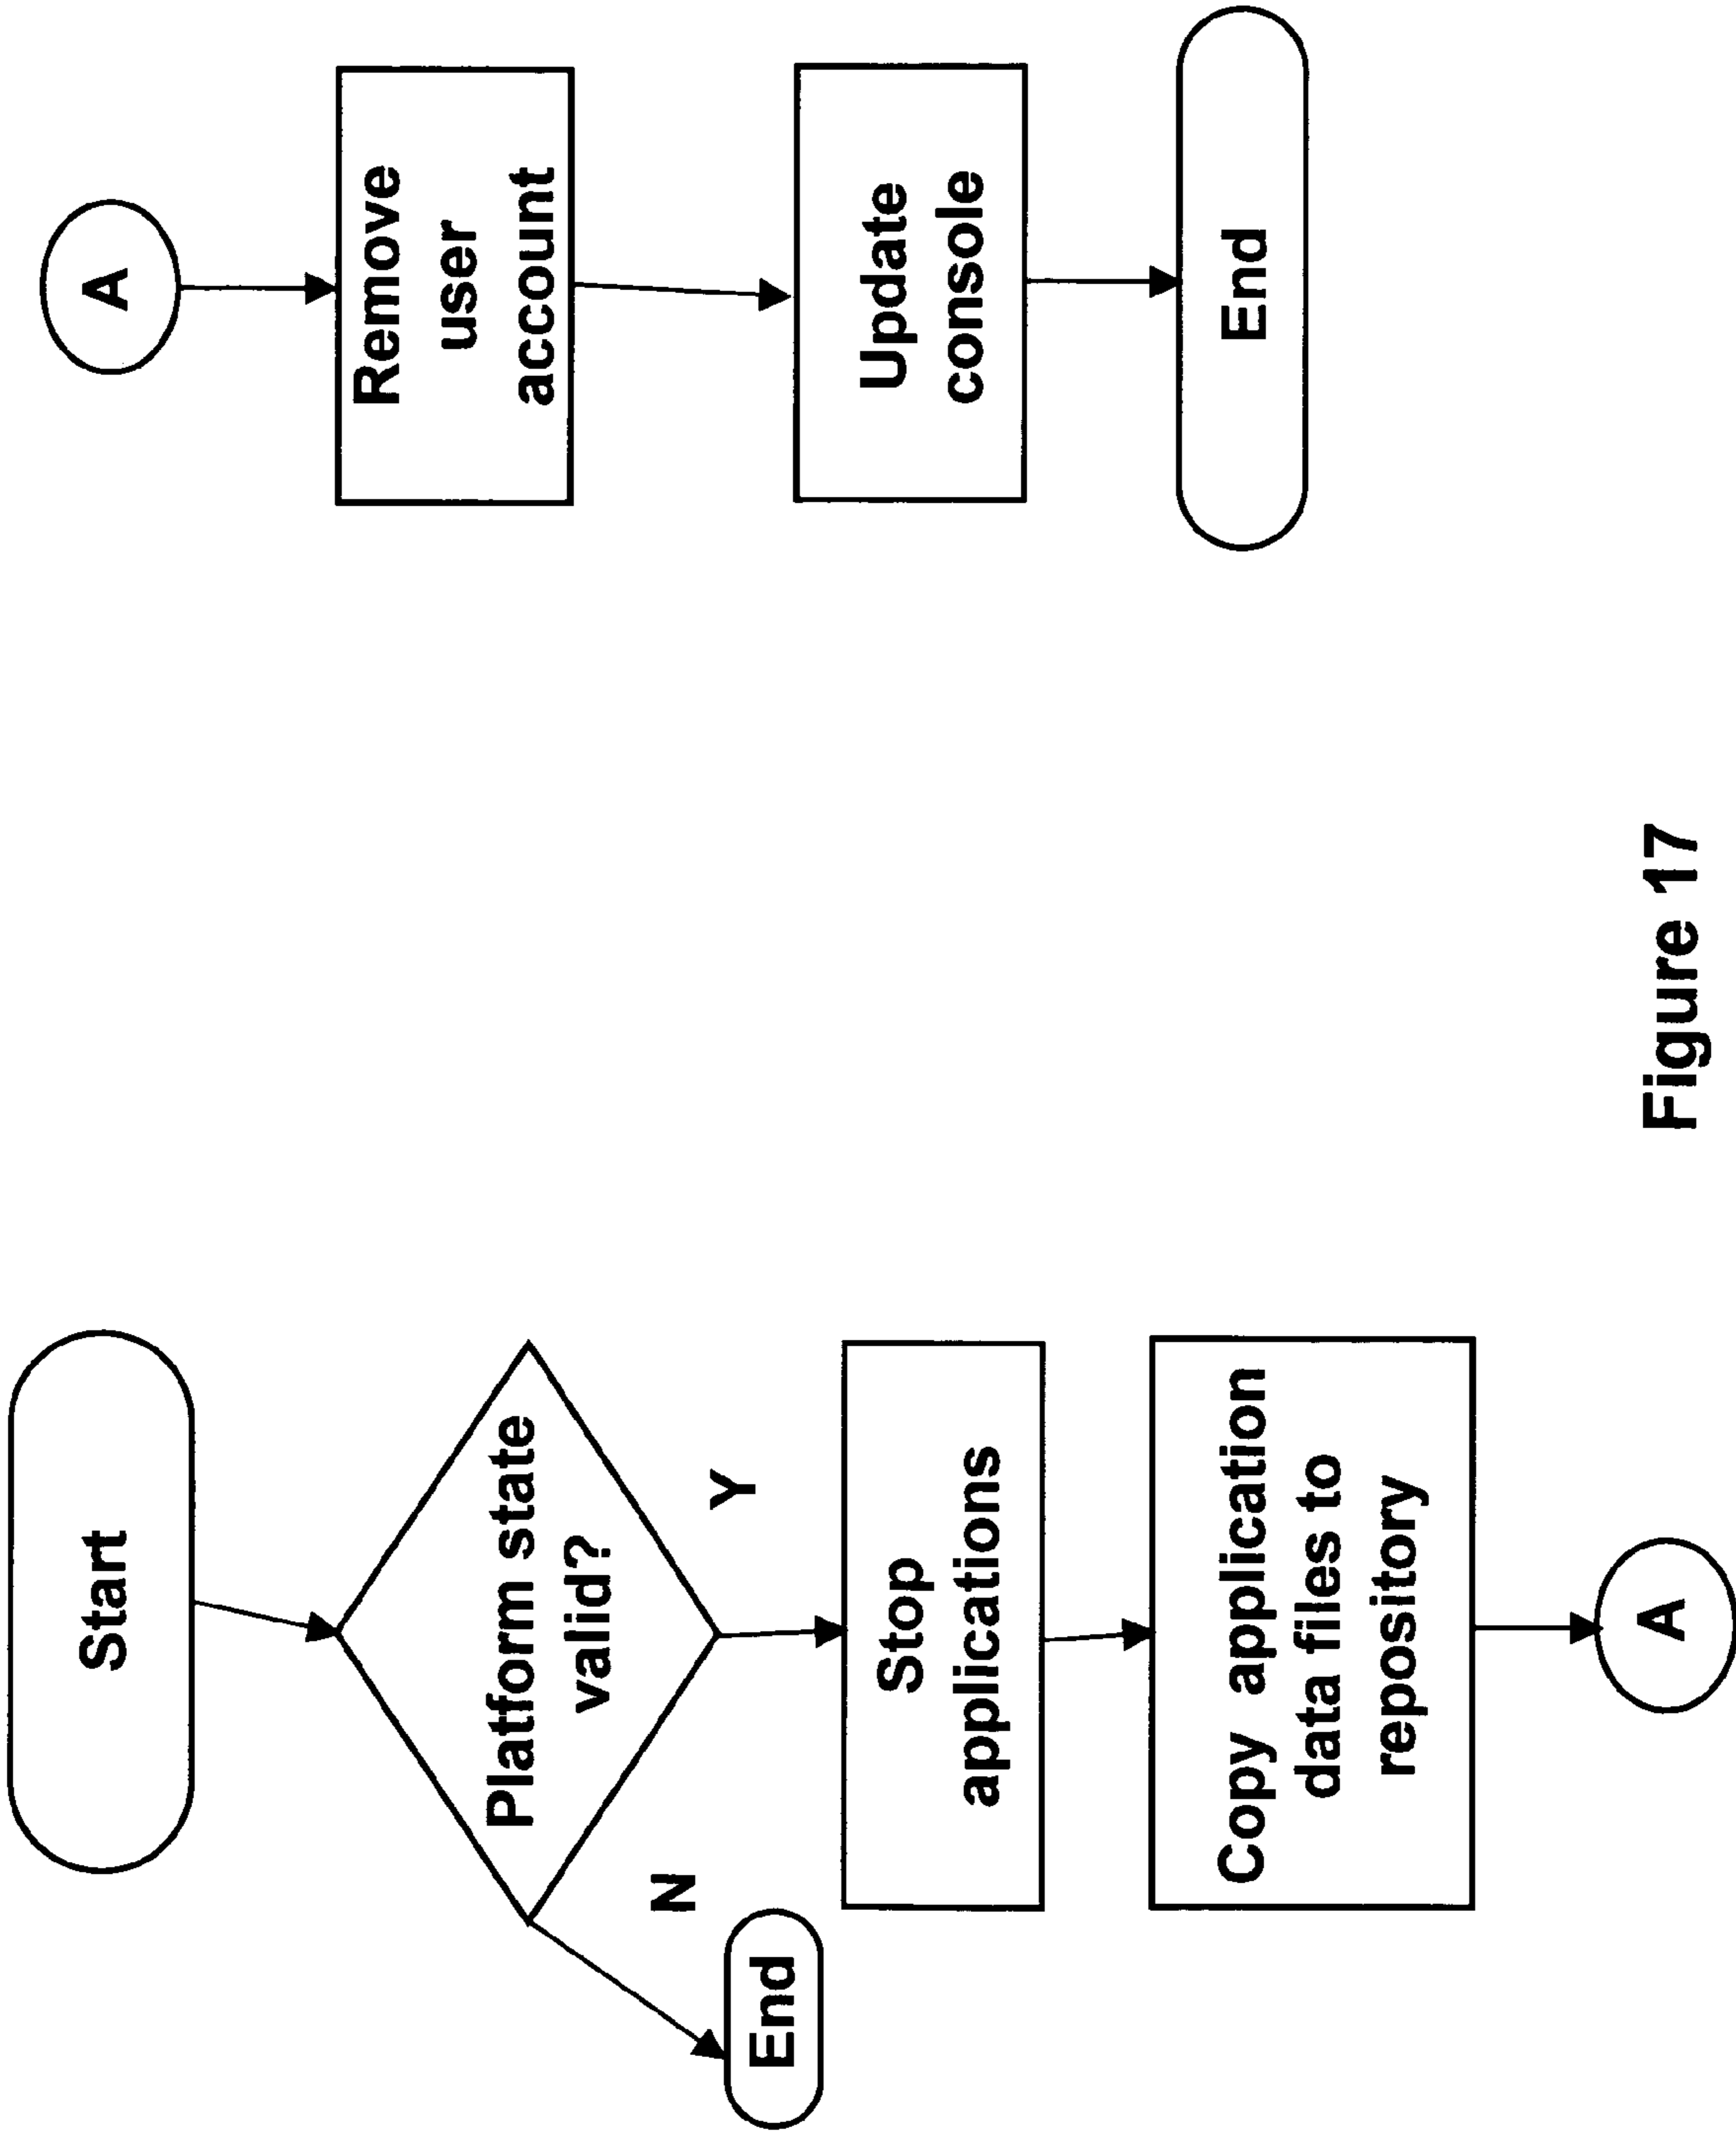 Start
Platform state
valid?
N
Y
End
Stop
applications
Copy application
data files to
repository
A
A
Remove
user
account
Update
console
End
Figure 17